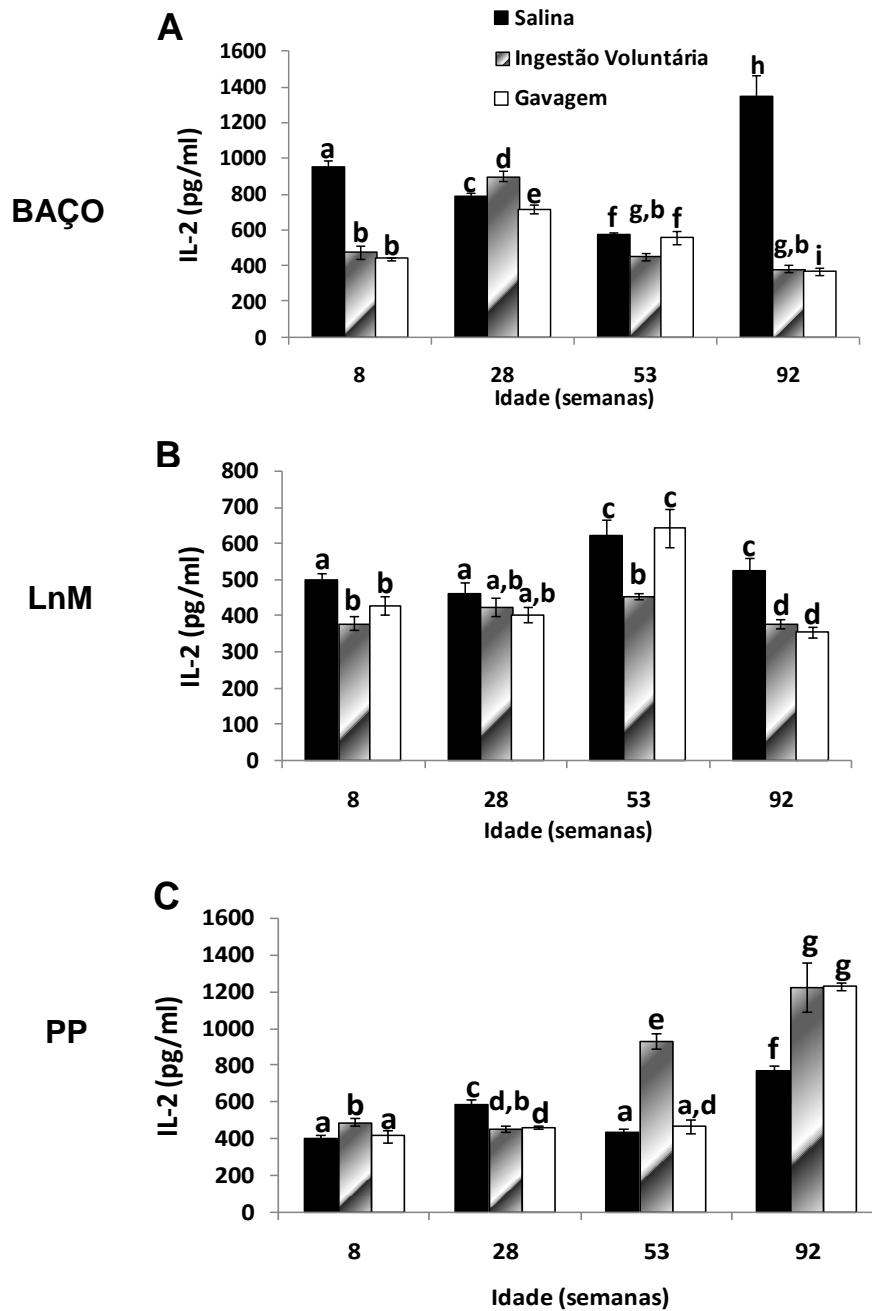 A
Salina
Ingestão Voluntária
Gavagem
BAÇO
IL-2 (pg/ml)
1600
1400
1200
1000
800
600
400
200
0
a
b
b
c
d
e
f
g,b
f
h
g,b
i
8 28 53 92
Idade (semanas)
B
LnM
IL-2 (pg/ml)
800
700
600
500
400
300
200
100
0
a
b
b
a
a,b
a,b
c
b
c
c
d
d
8 28 53 92
Idade (semanas)
C
PP
IL-2 (pg/ml)
1600
1400
1200
1000
800
600
400
200
0
a
b
a
c
d,b
d
a
e
a,d
f
g
g
8 28 53 92
Idade (semanas)